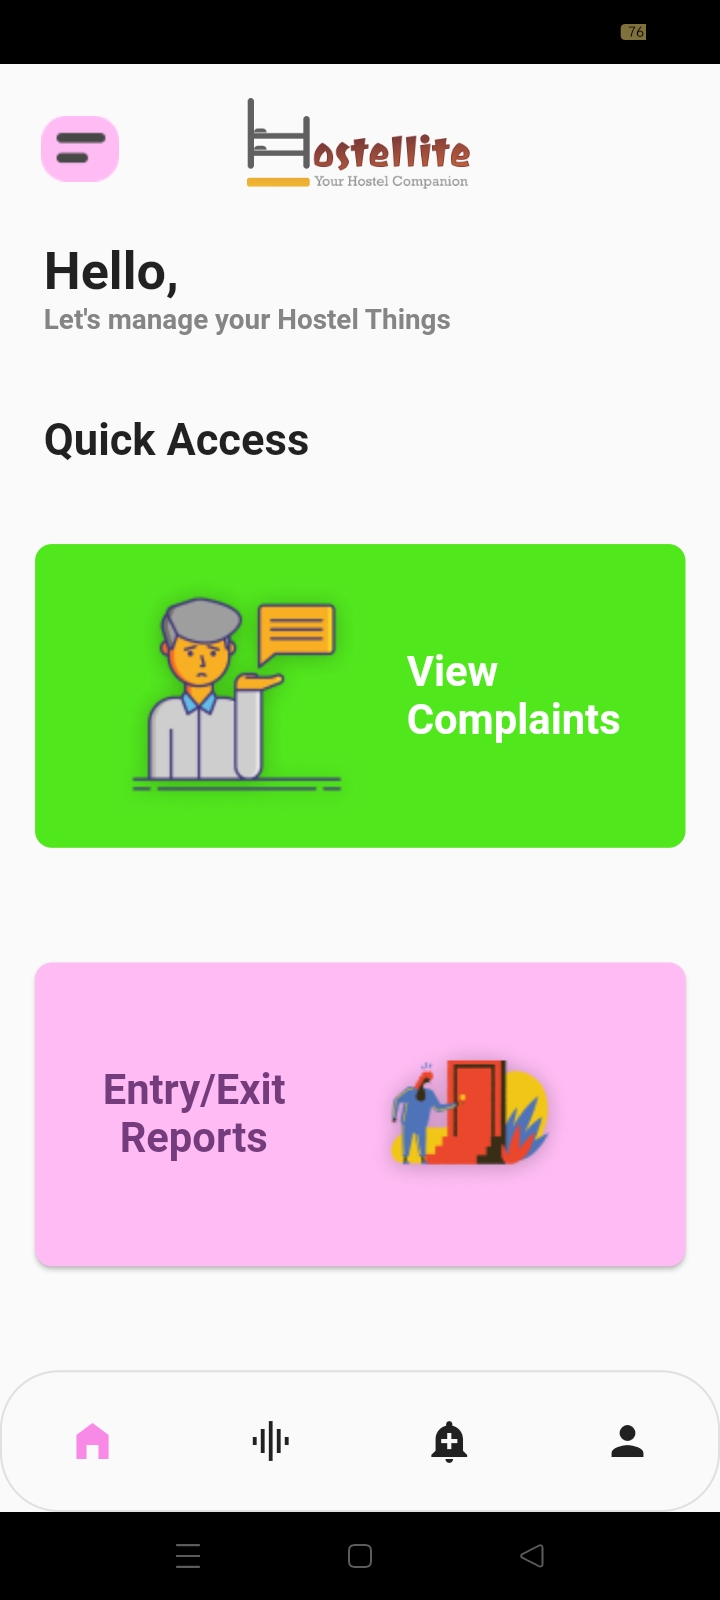 76
Hostellite
Your Hostel Companion
Hello,
Let's manage your Hostel Things
Quick Access
View
Complaints
Entry/Exit
Reports